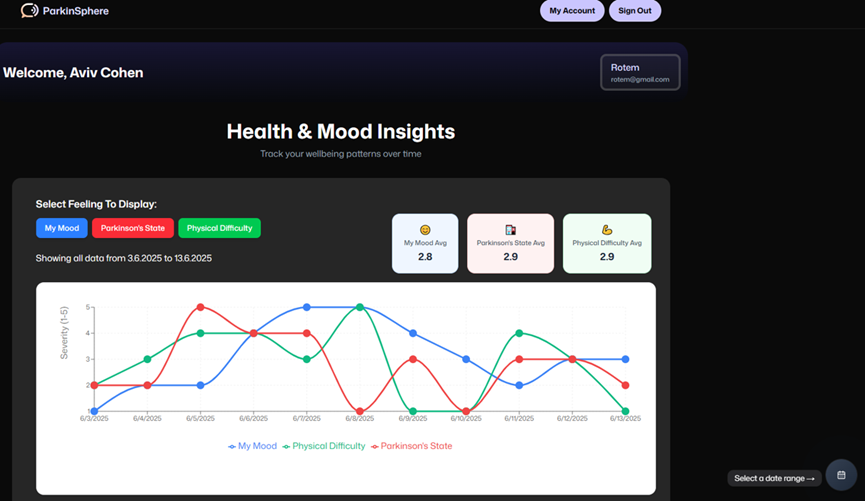 ParkinSphere
My Account
Sign Out
Welcome, Aviv Cohen
Rotem
rotem@gmail.com
Health & Mood Insights
Track your wellbeing patterns over time
Select Feeling To Display:
My Mood
Parkinson's State
Physical Difficulty
Showing all data from 3.6.2025 to 13.6.2025
My Mood Avg
2.8
Parkinson's State Avg
2.9
Physical Difficulty Avg
2.9
Severity (1-5)
5
4
3
2
1
6/3/2025 6/4/2025 6/5/2025 6/6/2025 6/7/2025 6/8/2025 6/9/2025 6/10/2025 6/11/2025 6/12/2025 6/13/2025
My Mood Physical Difficulty Parkinson's State
Select a date range →